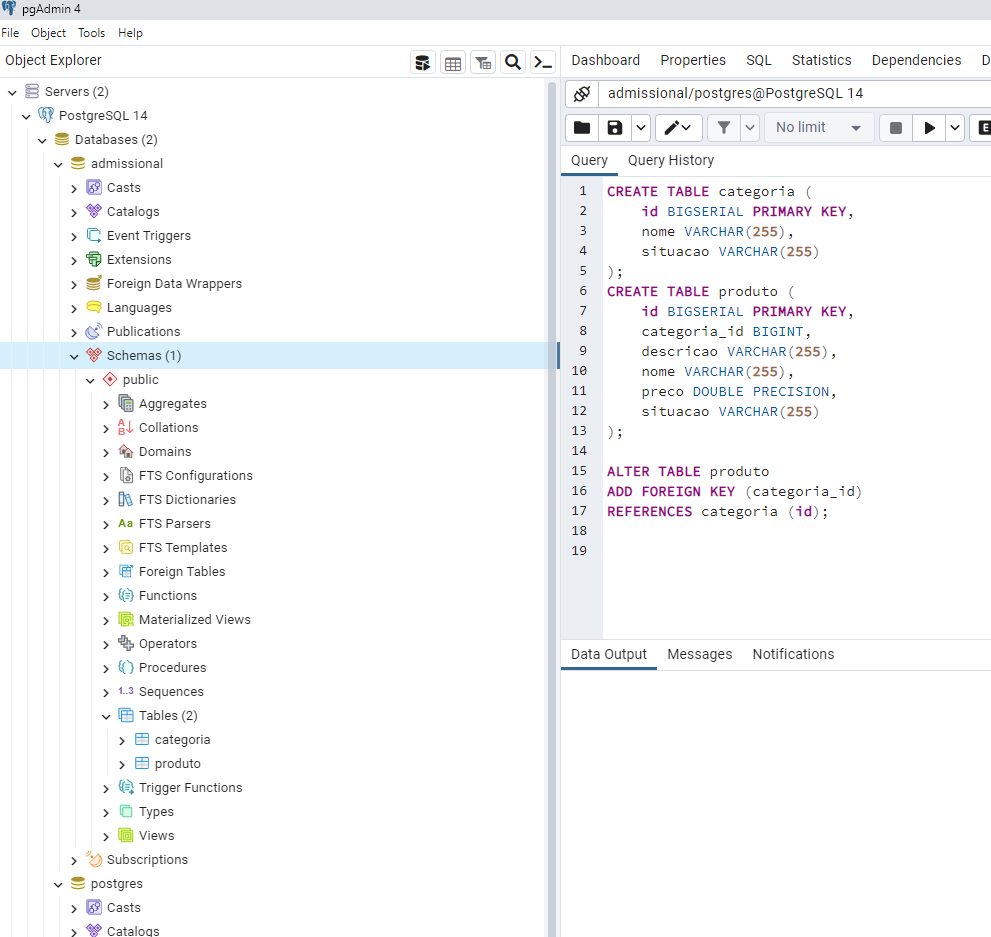 pgAdmin 4
File Object Tools Help
Object Explorer
Servers (2)
PostgreSQL 14
Databases (2)
admissional
Casts
Catalogs
Event Triggers
Extensions
Foreign Data Wrappers
Languages
Publications
Schemas (1)
public
Aggregates
Collations
Domains
FTS Configurations
FTS Dictionaries
Aa FTS Parsers
FTS Templates
Foreign Tables
Functions
Materialized Views
Operators
Procedures
1..3 Sequences
Tables (2)
categoria
produto
Trigger Functions
Types
Views
Subscriptions
postgres
Casts
Catalogs
Dashboard Properties SQL Statistics Dependencies D
admissional/postgres@PostgreSQL 14
No limit E
Query Query History
1 CREATE TABLE categoria (
2 id BIGSERIAL PRIMARY KEY,
3 nome VARCHAR(255),
4 situacao VARCHAR(255)
5 );
6 CREATE TABLE produto (
7 id BIGSERIAL PRIMARY KEY,
8 categoria_id BIGINT,
9 descricao VARCHAR(255),
10 nome VARCHAR(255),
11 preco DOUBLE PRECISION,
12 situacao VARCHAR(255)
13 );
14
15 ALTER TABLE produto
16 ADD FOREIGN KEY (categoria_id)
17 REFERENCES categoria (id);
18
19
Data Output Messages Notifications